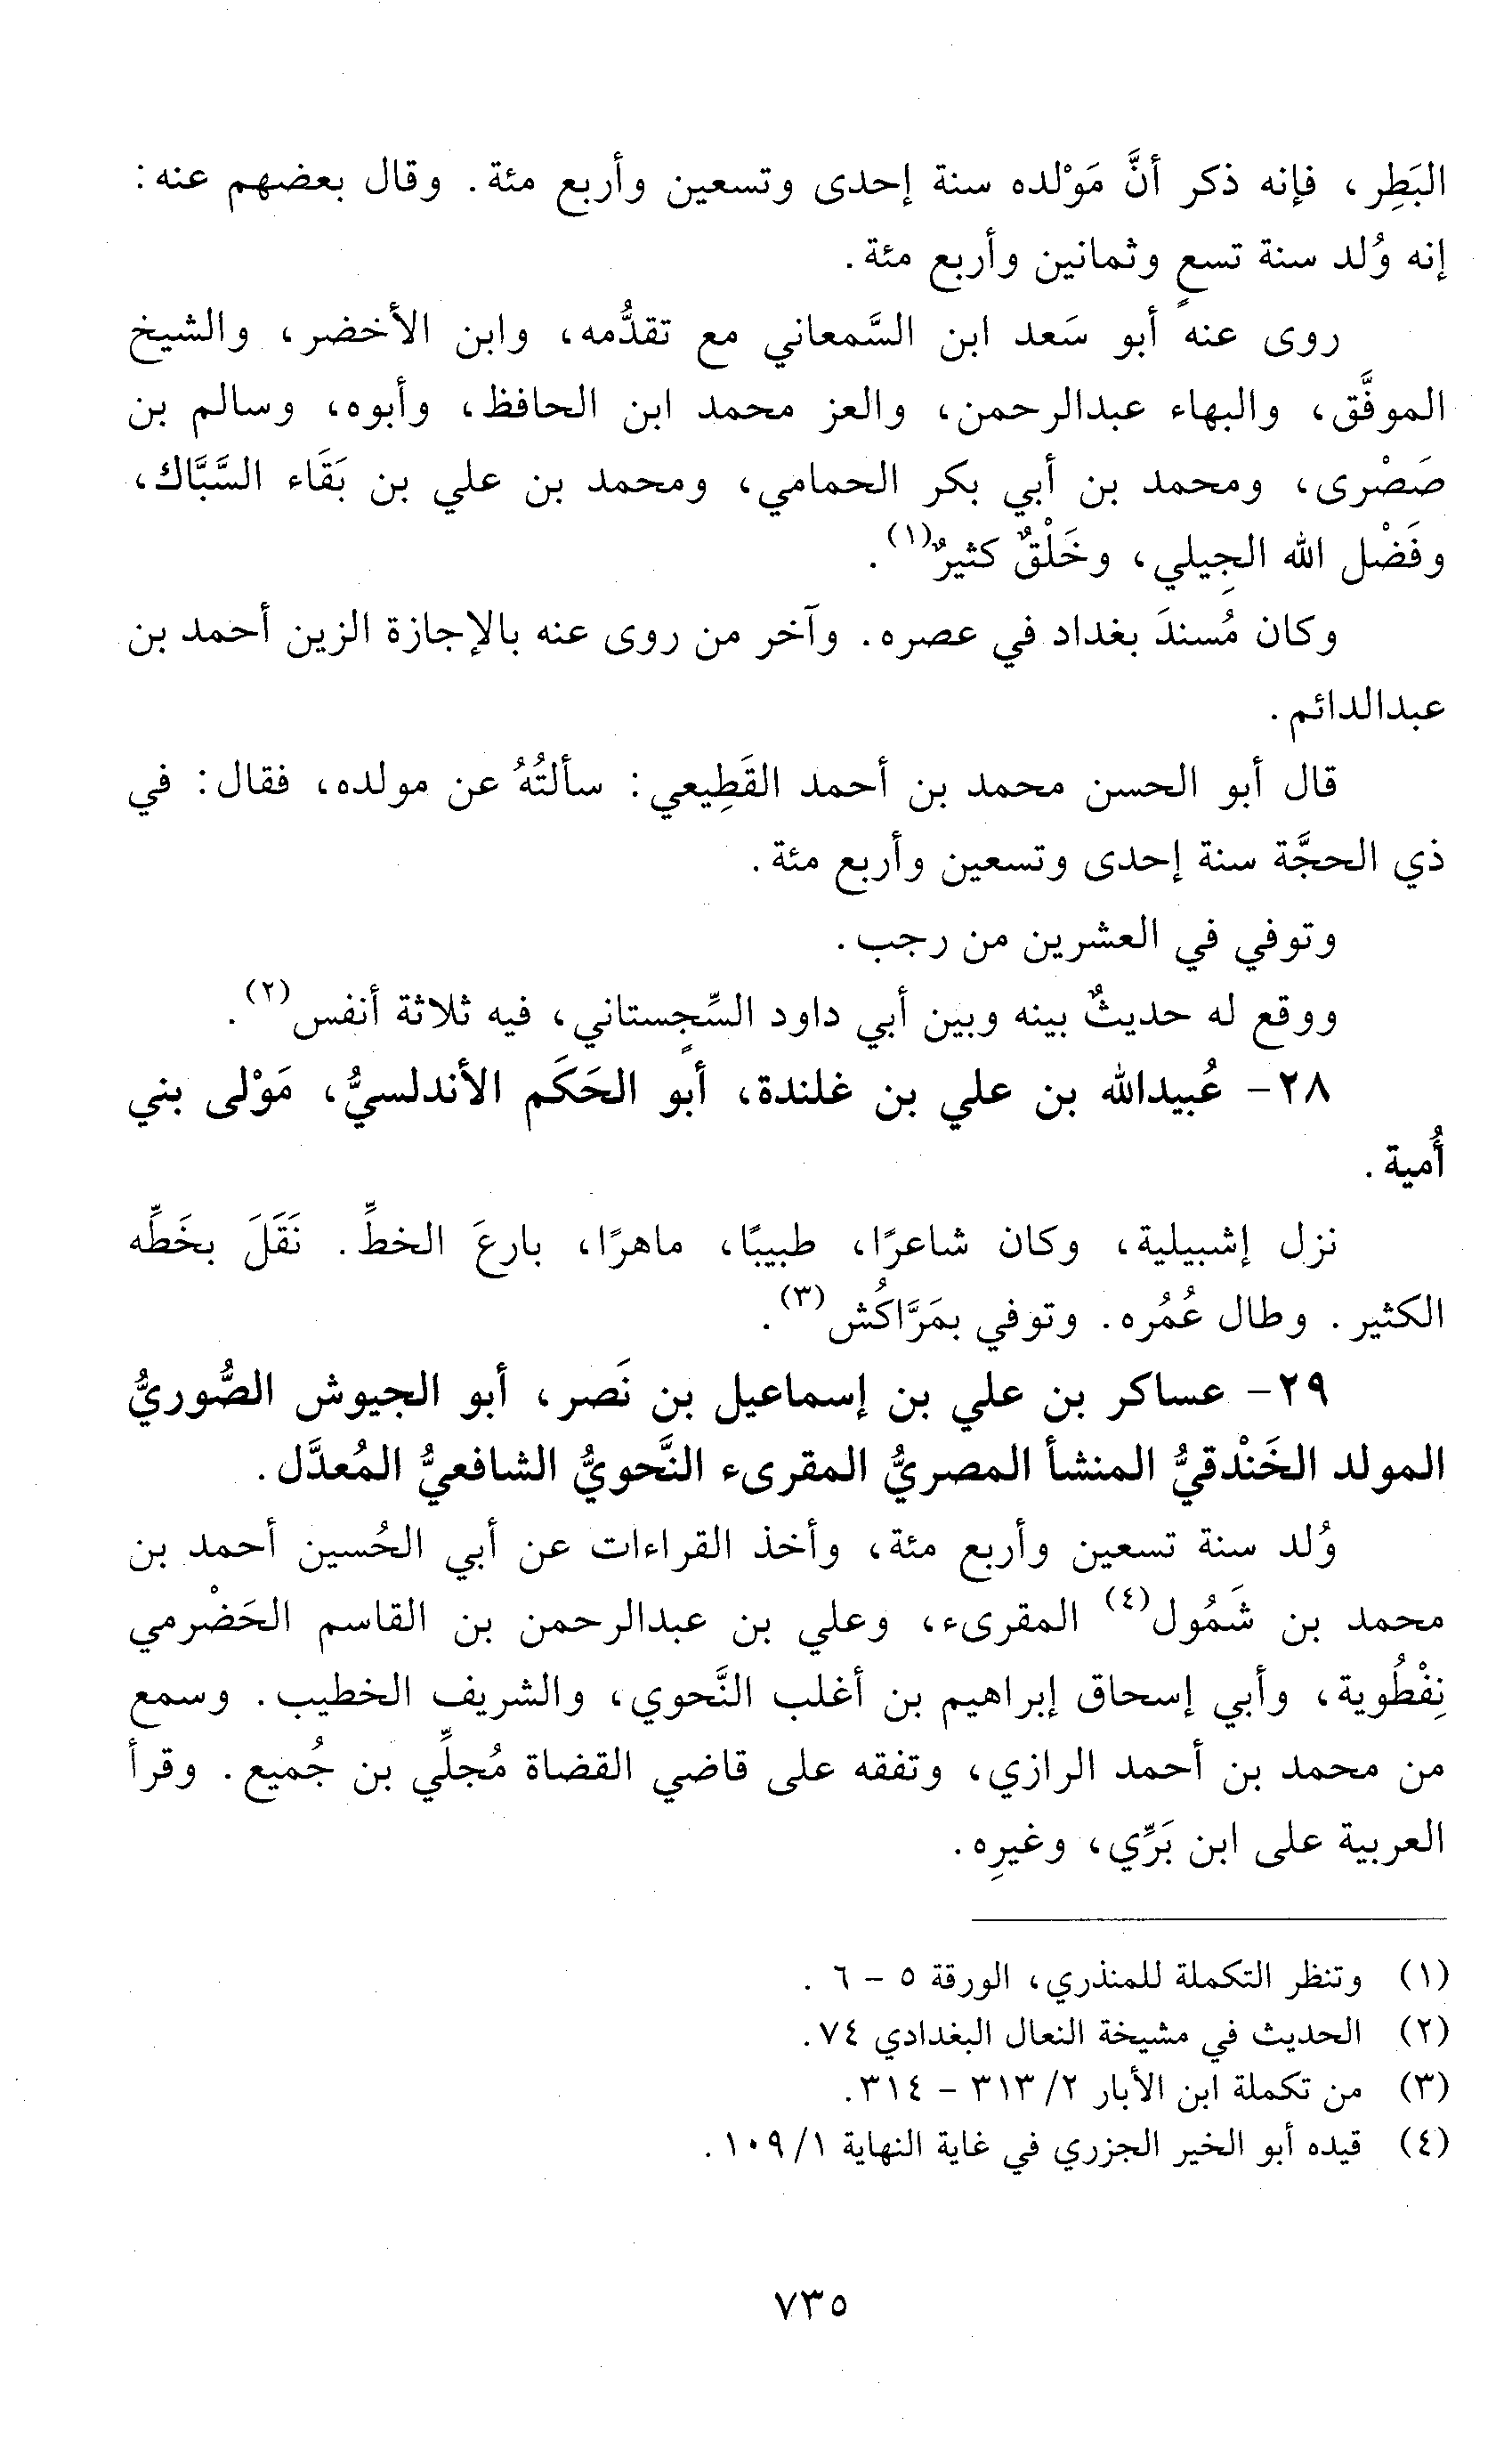 البَطِر، فإنه ذكر أنَّ مَوْلده سنة إحدى وتسعين وأربع مئة. وقال بعضهم عنه:
إنه وُلد سنة تسعٍ وثمانين وأربع مئة.
روى عنه أبو سَعد ابن السَّمعاني مع تقدُّمه، وابن الأخضر، والشيخ
الموفَّق، والبهاء عبدالرحمن، والعز محمد ابن الحافظ، وأبوه، وسالم بن
صَصْرى، ومحمد بن أبي بكر الحمامي، ومحمد بن علي بن بَقَاء السَّبَّاك،
وفَضْل الله الجِيلي، وخَلْقٌ كثيرٌ(١).
وكان مُسندَ بغداد في عصره. وآخر من روى عنه بالإجازة الزين أحمد بن
عبدالدائم.
قال أبو الحسن محمد بن أحمد القَطِيعي: سألتُهُ عن مولده، فقال: في
ذي الحجَّة سنة إحدى وتسعين وأربع مئة.
وتوفي في العشرين من رجب.
ووقع له حديثٌ بينه وبين أبي داود السِّجِستاني، فيه ثلاثة أنفس(٢).
٢٨- عُبيدالله بن علي بن غلندة، أبو الحَكَم الأندلسيُّ، مَوْلى بني
أُمية.
نزل إشبيلية، وكان شاعرًا، طبيبًا، ماهرًا، بارعَ الخطِّ. نَقَلَ بخَطِّه
الكثير. وطال عُمُره. وتوفي بمَرَّاكُش(٣).
٢٩- عساكر بن علي بن إسماعيل بن نَصر، أبو الجيوش الصُّوريُّ
المولد الخَنْدقيُّ المنشأ المصريُّ المقرىء النَّحويُّ الشافعيُّ المُعدَّل.
وُلد سنة تسعين وأربع مئة، وأخذ القراءات عن أبي الحُسين أحمد بن
محمد بن شَمُول(٤) المقرىء، وعلي بن عبدالرحمن بن القاسم الحَضْرمي
نِفْطُوية، وأبي إسحاق إبراهيم بن أغلب النَّحوي، والشريف الخطيب. وسمع
من محمد بن أحمد الرازي، وتفقه على قاضي القضاة مُجلِّي بن جُميع. وقرأ
العربية على ابن بَرِّي، وغيرِه.
(١) وتنظر التكملة للمنذري، الورقة ٥ - ٦.
(٢) الحديث في مشيخة النعال البغدادي ٧٤.
(٣) من تكملة ابن الأبار ٢/ ٣١٣ - ٣١٤.
(٤) قيده أبو الخير الجزري في غاية النهاية ١/ ١٠٩.
٧٣٥